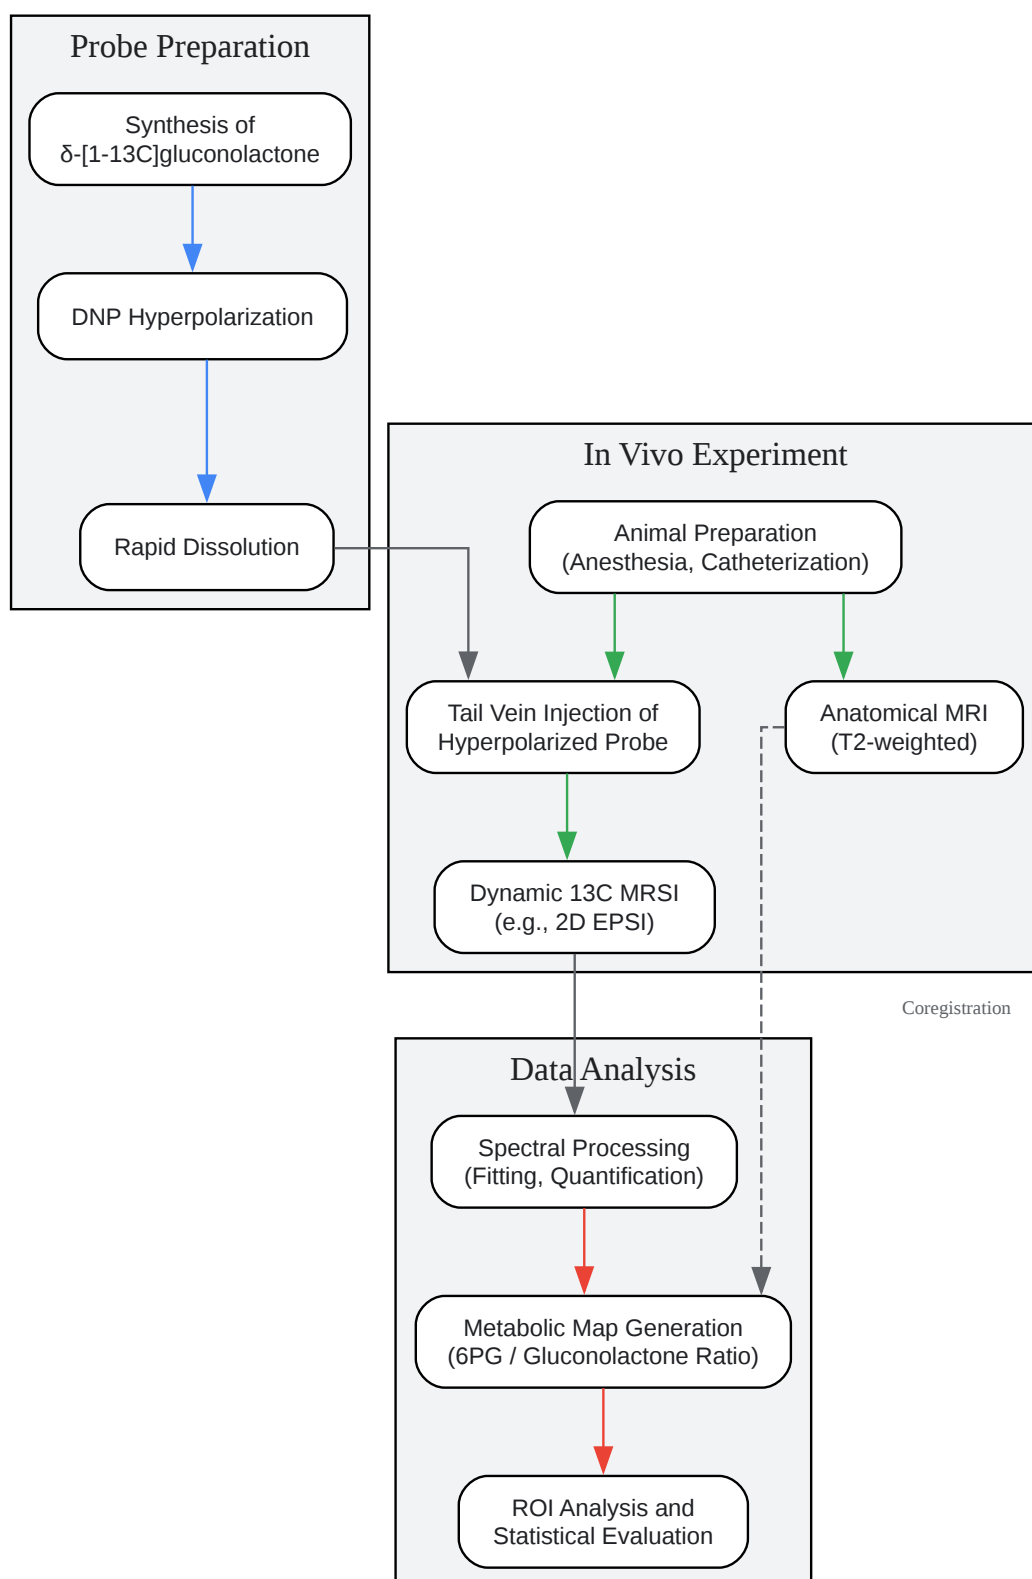 Probe Preparation
Synthesis of
δ-[1-13C]gluconolactone
DNP Hyperpolarization
Rapid Dissolution
In Vivo Experiment
Animal Preparation
(Anesthesia, Catheterization)
Tail Vein Injection of
Hyperpolarized Probe
Anatomical MRI
(T2-weighted)
Dynamic 13C MRSI
(e.g., 2D EPSI)
Coregistration
Data Analysis
Spectral Processing
(Fitting, Quantification)
Metabolic Map Generation
(6PG / Gluconolactone Ratio)
ROI Analysis and
Statistical Evaluation